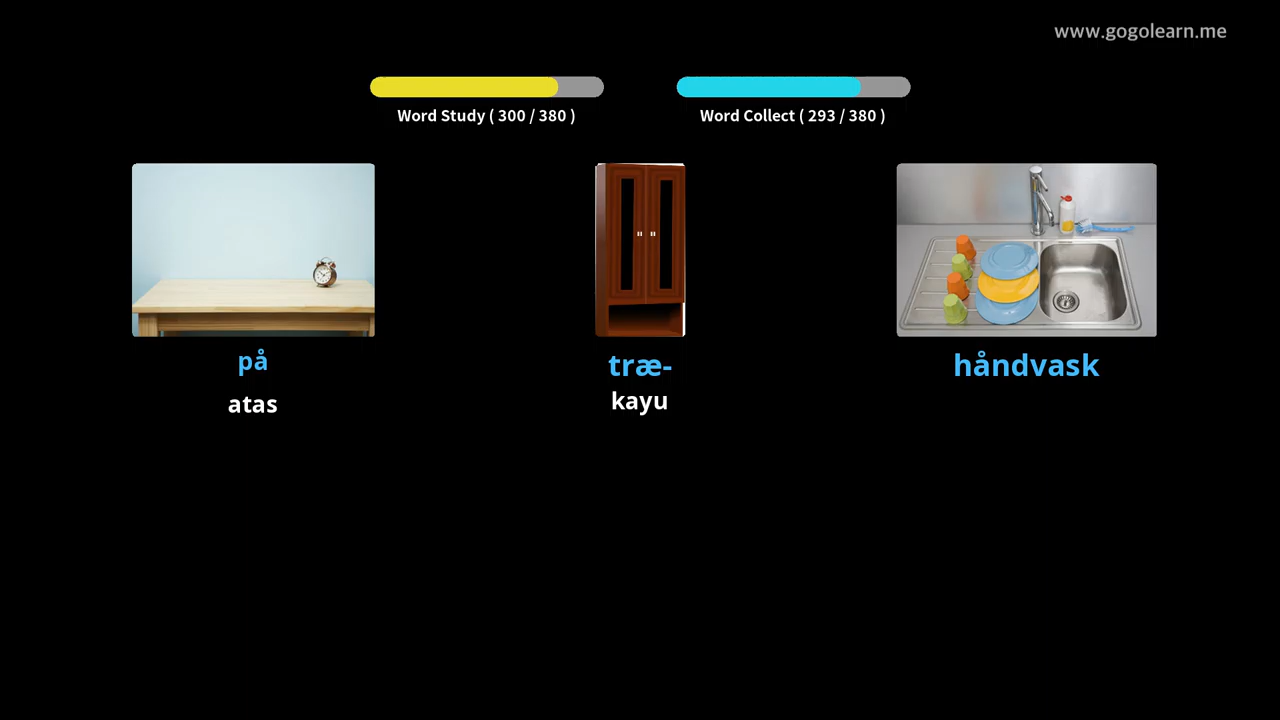 www.gogolearn.me
Word Study ( 300 / 380 )
Word Collect ( 293 / 380 )
på
atas
træ-
kayu
håndvask